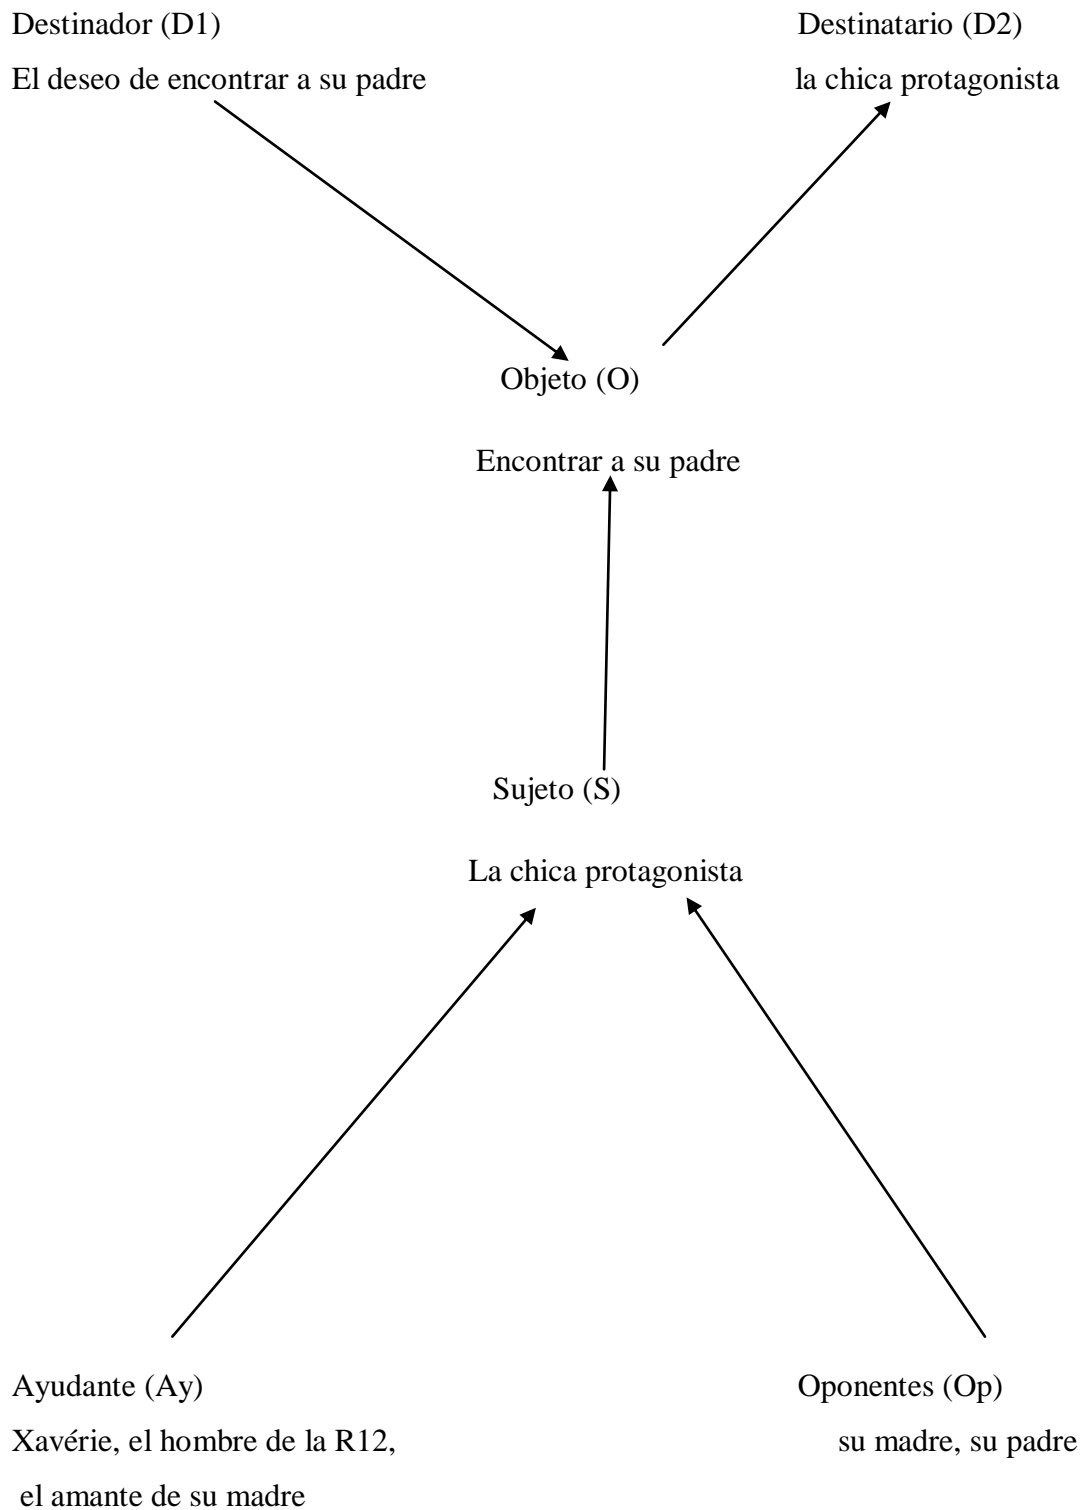 Destinador (D1)
Destinatario (D2)
El deseo de encontrar a su padre
la chica protagonista
Objeto (O)
Encontrar a su padre
Sujeto (S)
La chica protagonista
Ayudante (Ay)
Oponentes (Op)
Xavérie, el hombre de la R12,
su madre, su padre
el amante de su madre